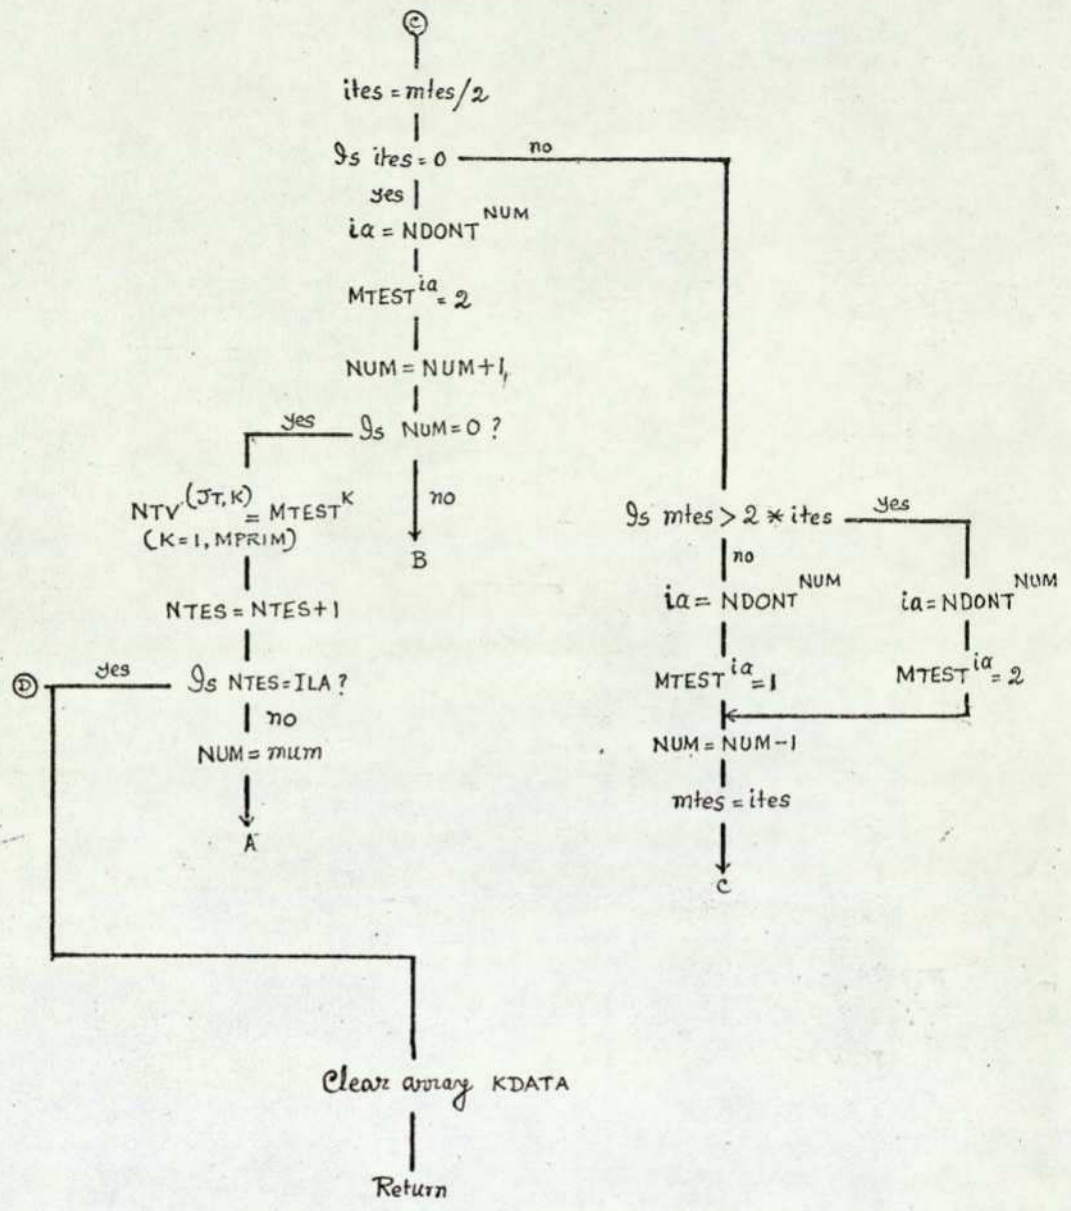 C
ites = mtes/2
Is ites = 0
no
yes
ia = NDONT^NUM
MTEST^ia = 2
NUM = NUM+1,
yes
Is NUM=0 ?
no
B
NTV^(JT,K) = MTEST^K
(K=1, MPRIM)
NTES = NTES+1
D
yes
Is NTES=ILA ?
no
NUM = mum
A
Is mtes > 2 * ites
yes
no
ia = NDONT^NUM
ia = NDONT^NUM
MTEST^ia = 1
MTEST^ia = 2
NUM = NUM-1
mtes = ites
C
Clear array KDATA
Return